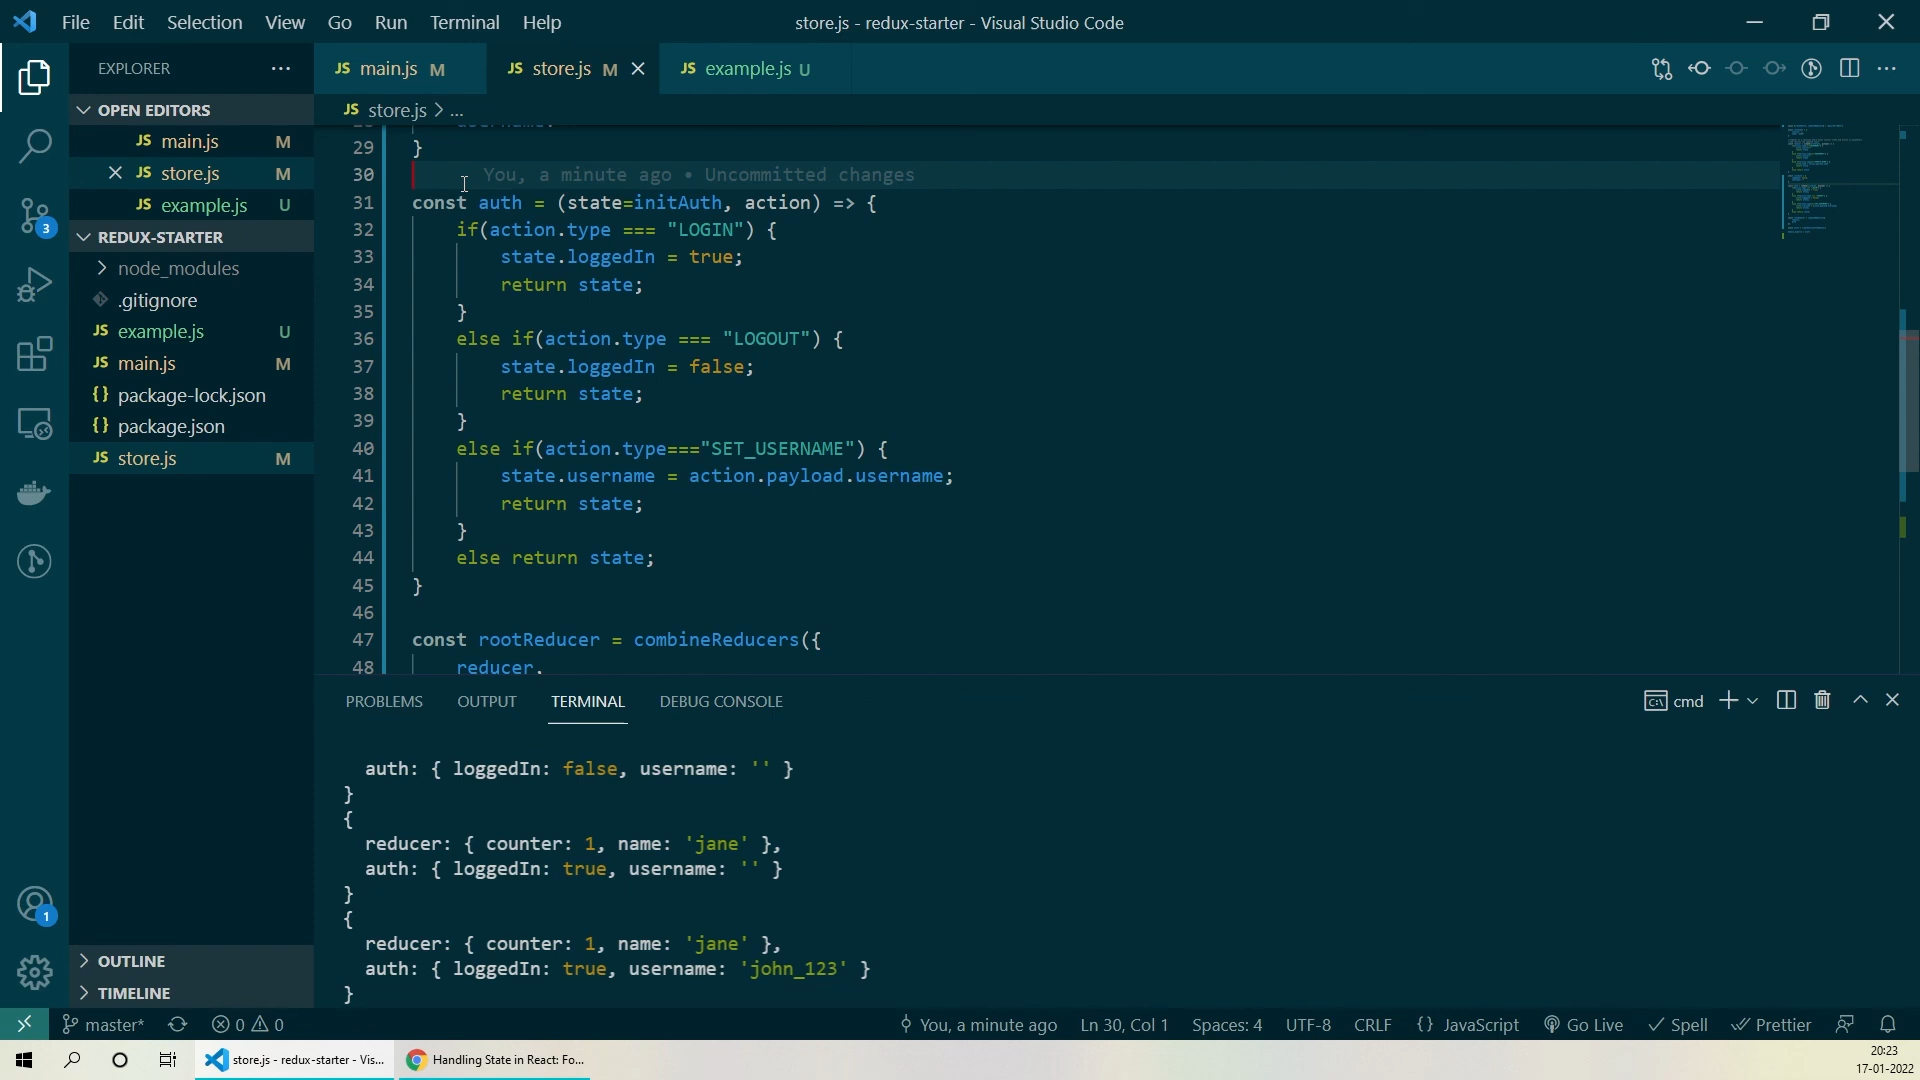 File Edit Selection View Go Run Terminal Help
store.js - redux-starter - Visual Studio Code
EXPLORER
OPEN EDITORS
JS main.js M
JS store.js M
JS example.js U
REDUX-STARTER
node_modules
.gitignore
JS example.js U
JS main.js M
{} package-lock.json
{} package.json
JS store.js M
OUTLINE
TIMELINE
3
1
JS main.js M
JS store.js M
JS example.js U
JS store.js > ...
29 }
30 You, a minute ago • Uncommitted changes
31 const auth = (state=initAuth, action) => {
32 if(action.type === "LOGIN") {
33 state.loggedIn = true;
34 return state;
35 }
36 else if(action.type === "LOGOUT") {
37 state.loggedIn = false;
38 return state;
39 }
40 else if(action.type==="SET_USERNAME") {
41 state.username = action.payload.username;
42 return state;
43 }
44 else return state;
45 }
46
47 const rootReducer = combineReducers({
48 reducer,
PROBLEMS OUTPUT TERMINAL DEBUG CONSOLE
cmd
auth: { loggedIn: false, username: '' }
}
{
reducer: { counter: 1, name: 'jane' },
auth: { loggedIn: true, username: '' }
}
{
reducer: { counter: 1, name: 'jane' },
auth: { loggedIn: true, username: 'john_123' }
}
master* 0 0 You, a minute ago Ln 30, Col 1 Spaces: 4 UTF-8 CRLF {} JavaScript Go Live Spell Prettier
store.js - redux-starter - Vis...
Handling State in React: Fo...
20:23
17-01-2022